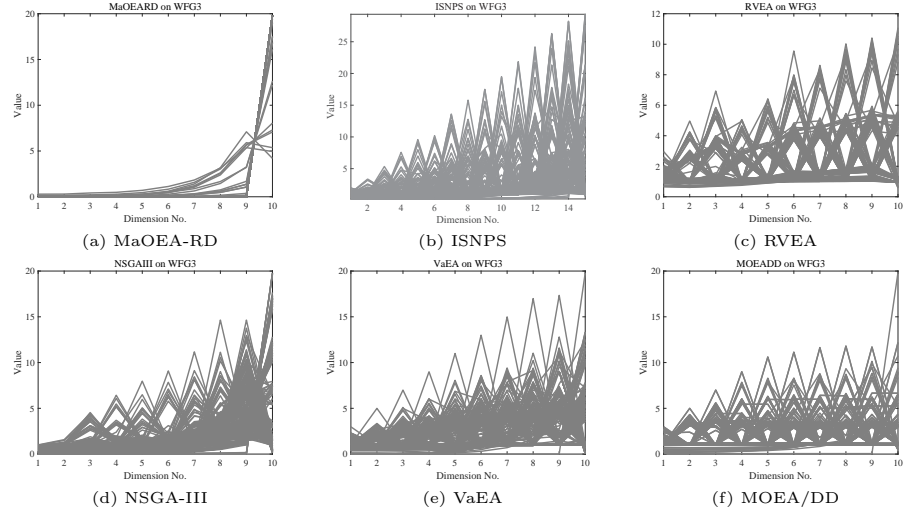 MaOEARD on WFG3
ISNPS on WFG3
RVEA on WFG3
20
15
10
5
0
Value
1 2 3 4 5 6 7 8 9 10
Dimension No.
25
20
15
10
5
Value
2 4 6 8 10 12 14
Dimension No.
12
10
8
6
4
2
0
Value
1 2 3 4 5 6 7 8 9 10
Dimension No.
(a) MaOEA-RD
(b) ISNPS
(c) RVEA
NSGAIII on WFG3
VaEA on WFG3
MOEADD on WFG3
20
15
10
5
0
Value
1 2 3 4 5 6 7 8 9 10
Dimension No.
20
15
10
5
0
Value
1 2 3 4 5 6 7 8 9 10
Dimension No.
20
15
10
5
0
Value
1 2 3 4 5 6 7 8 9 10
Dimension No.
(d) NSGA-III
(e) VaEA
(f) MOEA/DD